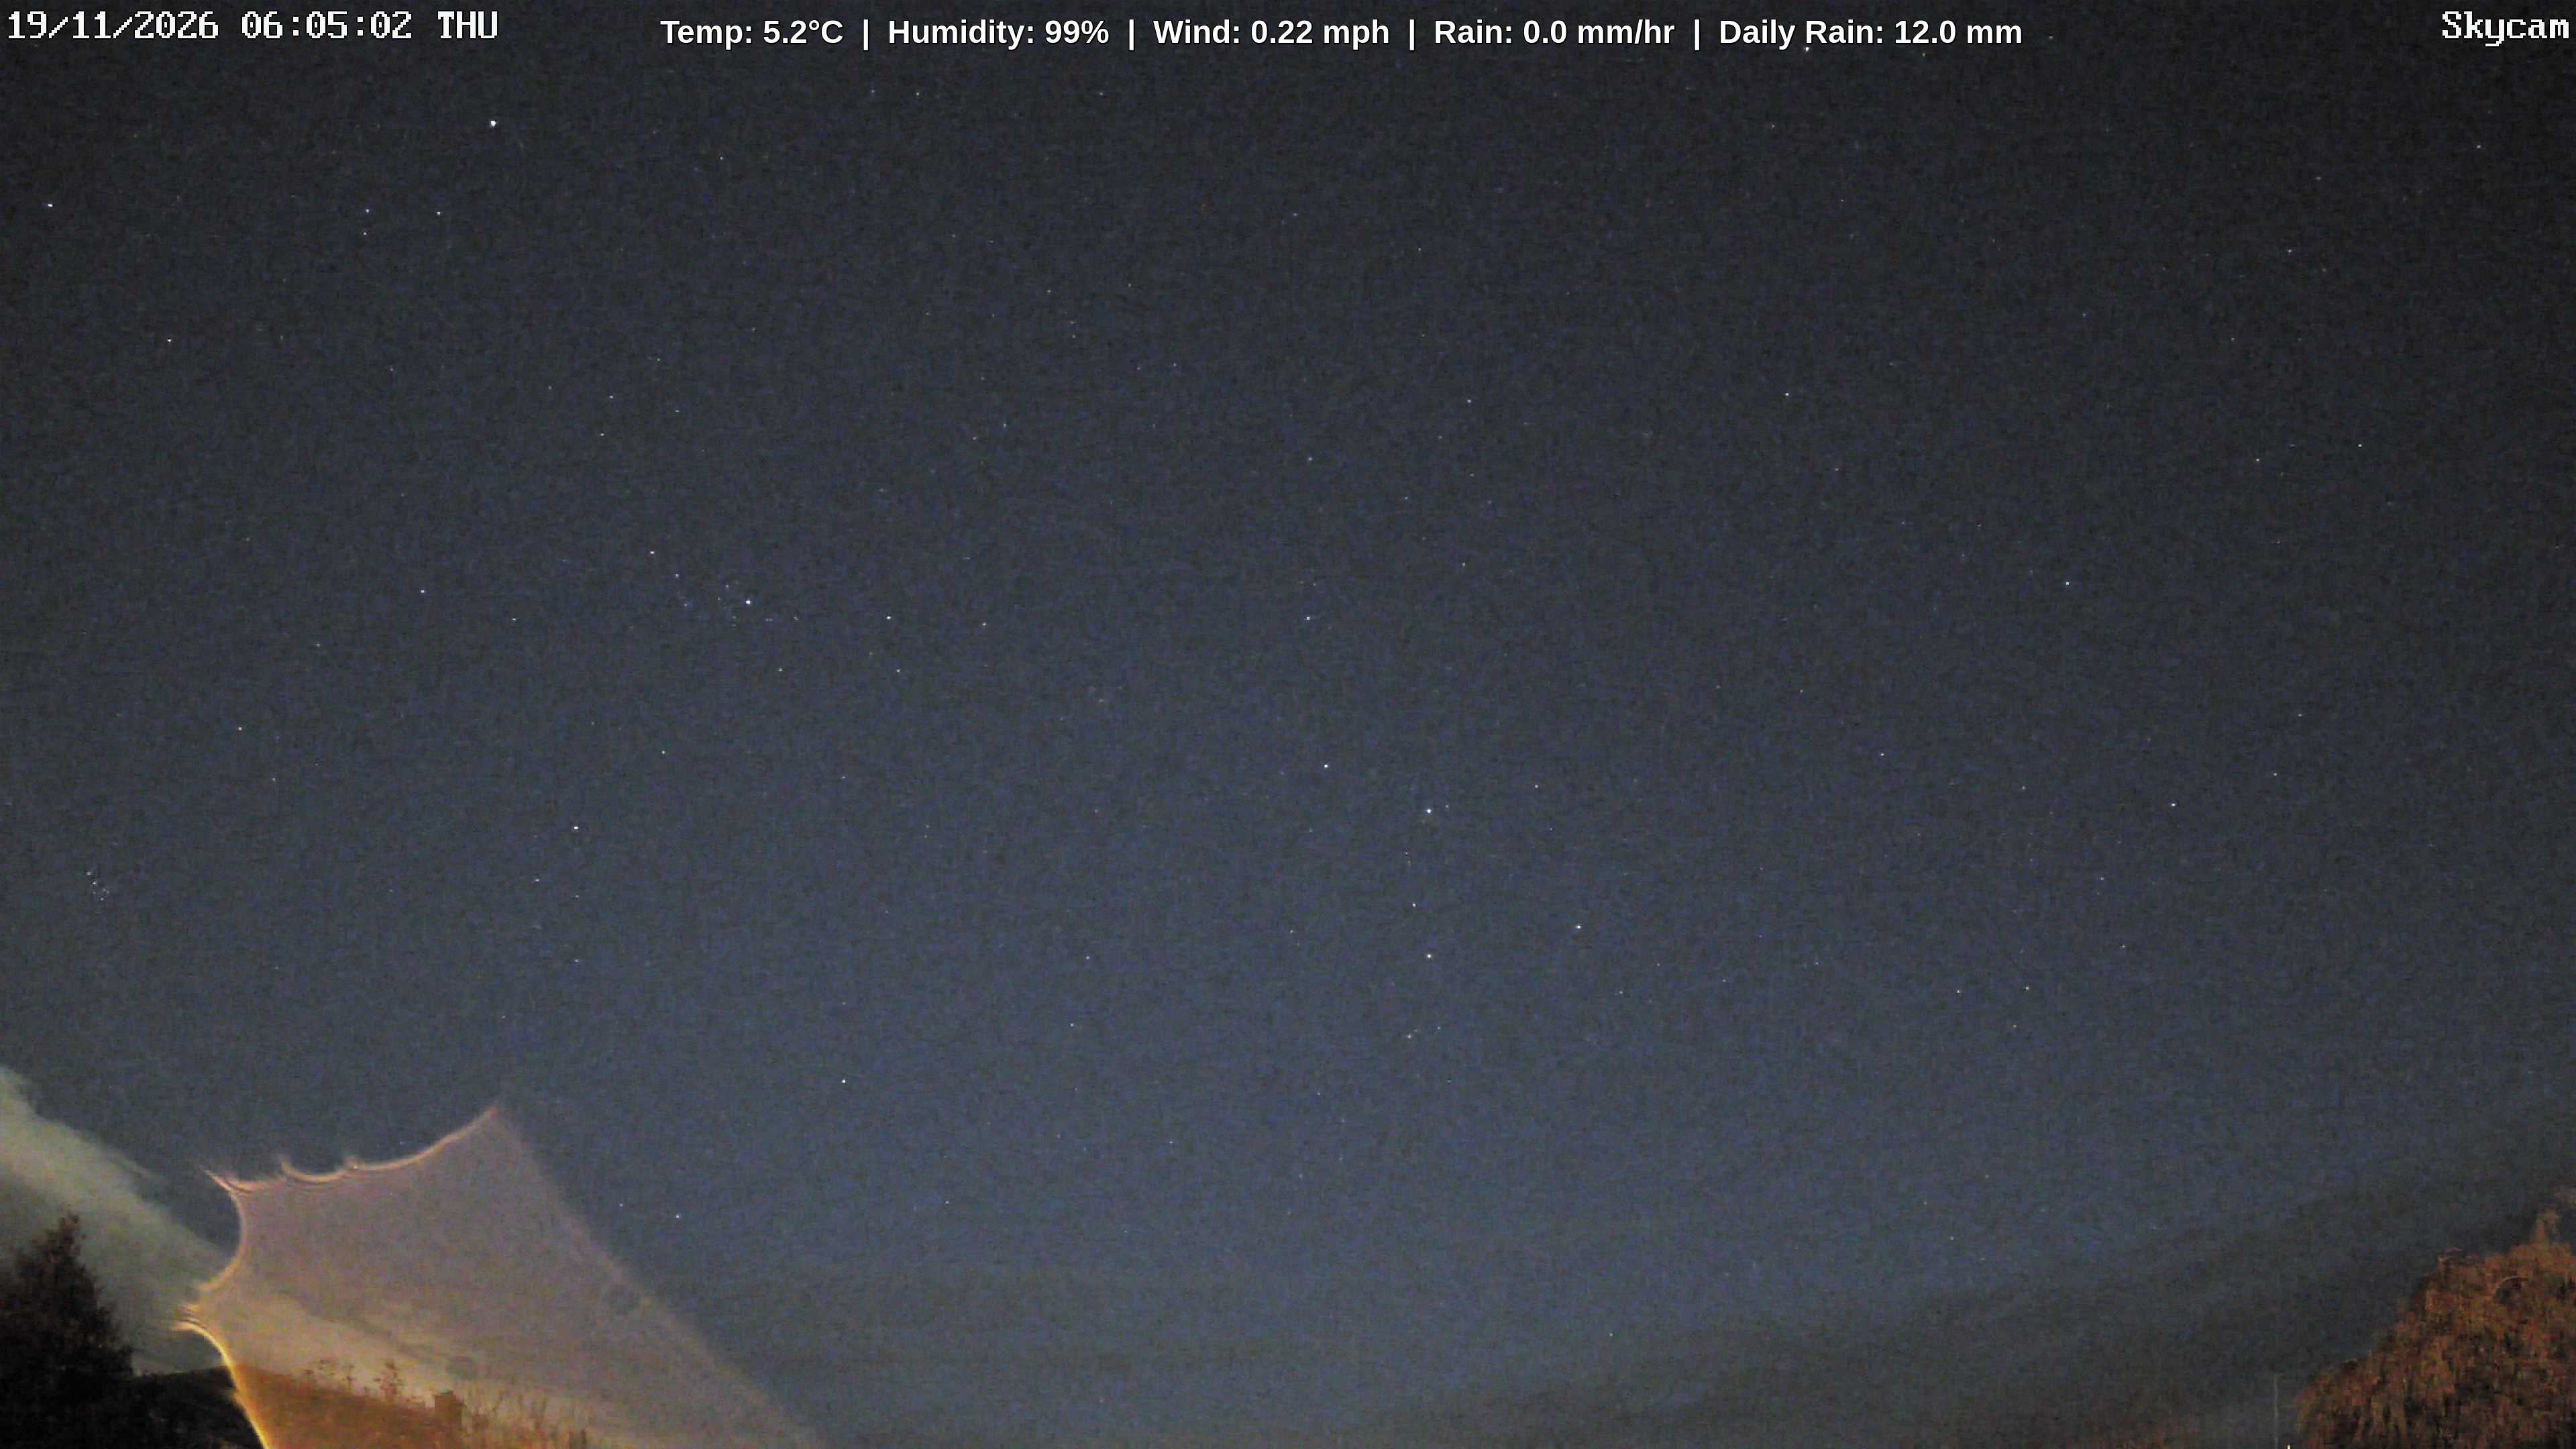 19/11/2026 06:05:02 THU
Temp: 5.2°C | Humidity: 99% | Wind: 0.22 mph | Rain: 0.0 mm/hr | Daily Rain: 12.0 mm
Skycam